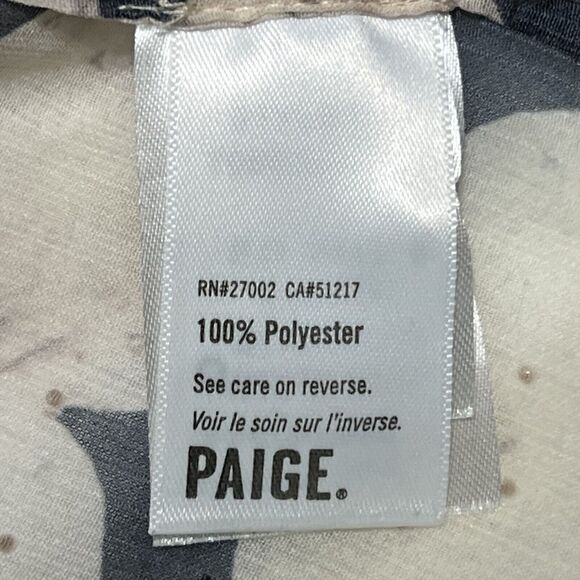 RN#27002 CA#51217
100% Polyester
See care on reverse.
Voir le soin sur l'inverse.
PAIGE.®